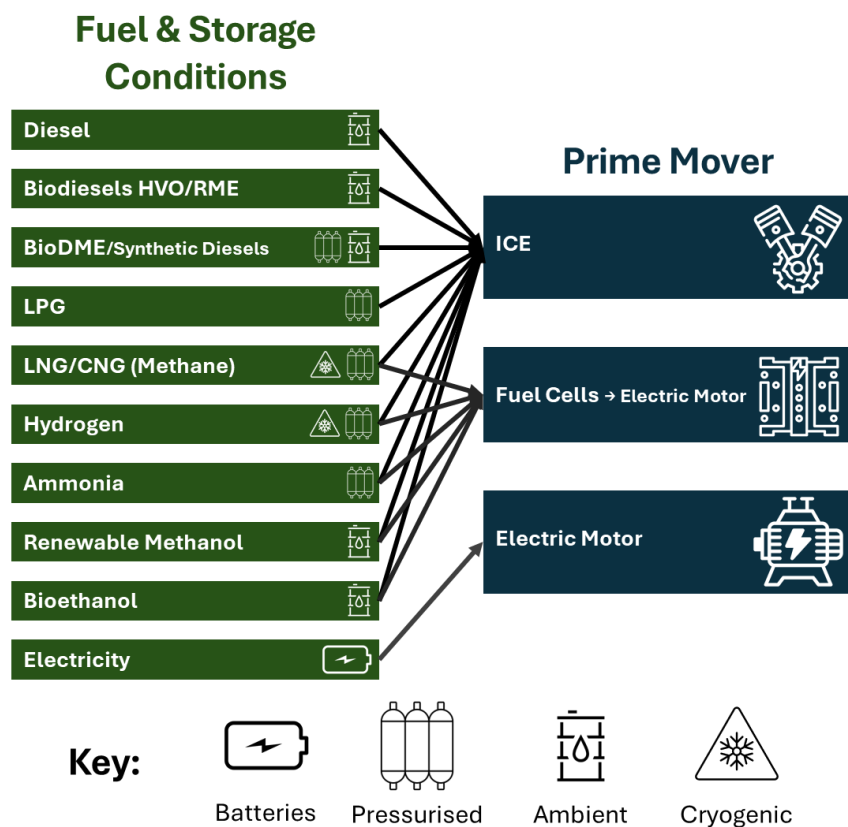 Fuel & Storage
Conditions
Diesel
Biodiesels HVO/RME
BioDME/Synthetic Diesels
LPG
LNG/CNG (Methane)
Hydrogen
Ammonia
Renewable Methanol
Bioethanol
Electricity
Prime Mover
ICE
Fuel Cells → Electric Motor
Electric Motor
Key:
Batteries
Pressurised
Ambient
Cryogenic